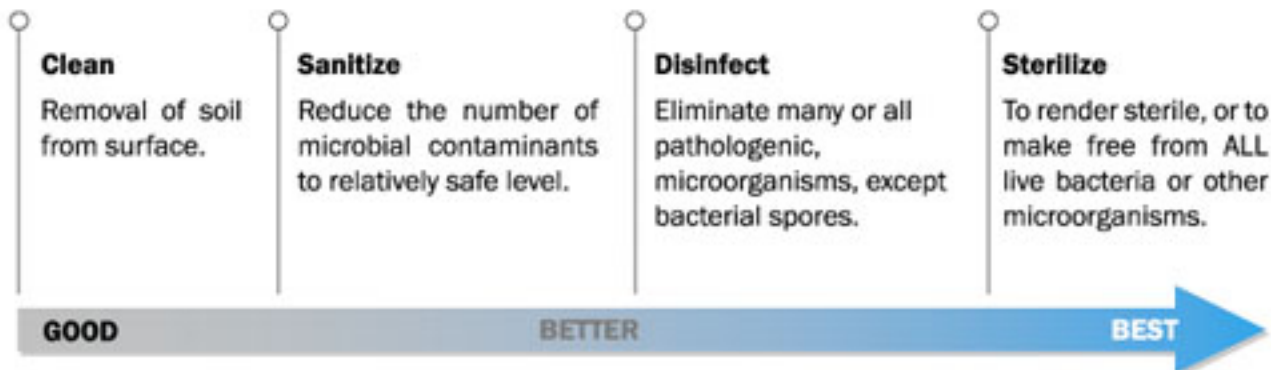 Clean
Removal of soil
from surface.
Sanitize
Reduce the number of
microbial contaminants
to relatively safe level.
Disinfect
Eliminate many or all
pathologenic,
microorganisms, except
bacterial spores.
Sterilize
To render sterile, or to
make free from ALL
live bacteria or other
microorganisms.
GOOD
BETTER
BEST